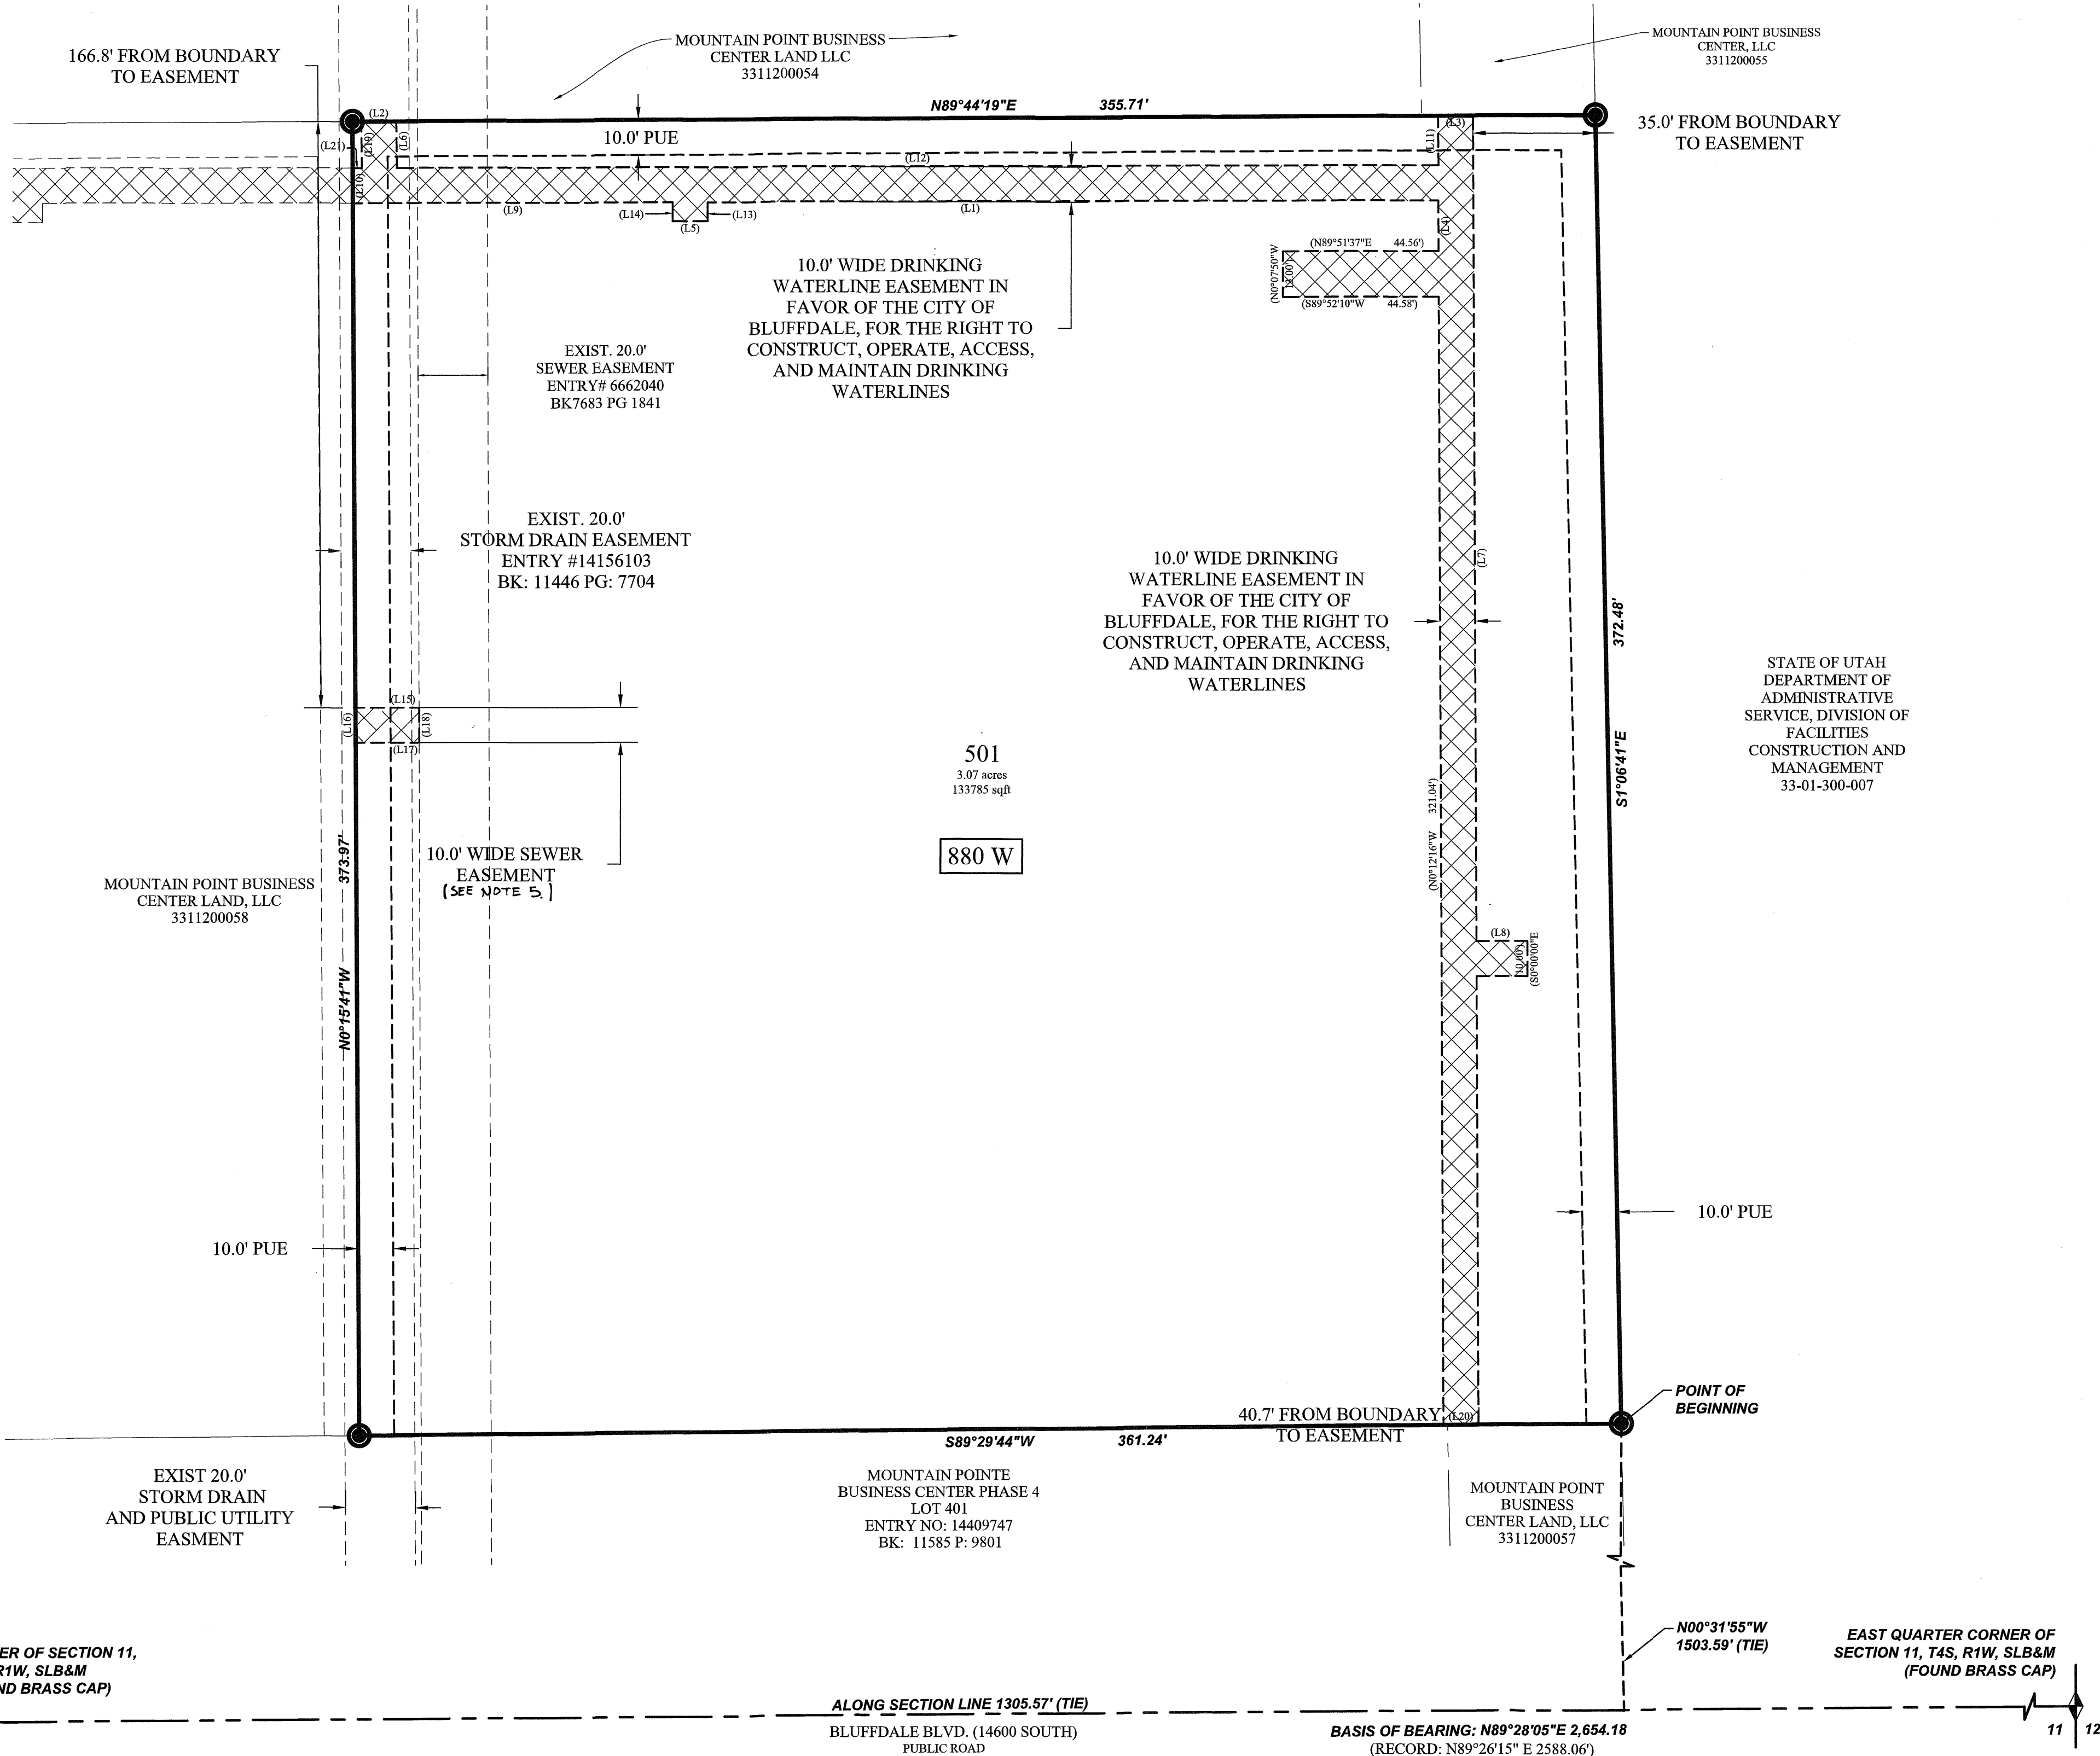 166.8' FROM BOUNDARY
TO EASEMENT
MOUNTAIN POINT BUSINESS
CENTER LAND LLC
3311200054
MOUNTAIN POINT BUSINESS
CENTER, LLC
3311200055
N89°44'19"E 355.71'
35.0' FROM BOUNDARY
TO EASEMENT
(L2)
(L21)
(L19)
(L6)
(L10)
10.0' PUE
(L12)
(L11)
(L3)
(L9)
(L14)
(L13)
(L5)
(L1)
(L4)
(N89°51'37"E 44.56')
(N0°07'50"W
(S89°52'10"W 44.58')
10.0' WIDE DRINKING
WATERLINE EASEMENT IN
FAVOR OF THE CITY OF
BLUFFDALE, FOR THE RIGHT TO
CONSTRUCT, OPERATE, ACCESS,
AND MAINTAIN DRINKING
WATERLINES
EXIST. 20.0'
SEWER EASEMENT
ENTRY# 6662040
BK7683 PG 1841
EXIST. 20.0'
STORM DRAIN EASEMENT
ENTRY #14156103
BK: 11446 PG: 7704
10.0' WIDE DRINKING
WATERLINE EASEMENT IN
FAVOR OF THE CITY OF
BLUFFDALE, FOR THE RIGHT TO
CONSTRUCT, OPERATE, ACCESS,
AND MAINTAIN DRINKING
WATERLINES
(L7)
S1°06'41"E 372.48'
STATE OF UTAH
DEPARTMENT OF
ADMINISTRATIVE
SERVICE, DIVISION OF
FACILITIES
CONSTRUCTION AND
MANAGEMENT
33-01-300-007
(L15)
(L16)
(L18)
(L17)
501
3.07 acres
133785 sqft
880 W
(N0°12'16"W 321.04')
N0°15'41"W 373.97'
10.0' WIDE SEWER
EASEMENT
(SEE NOTE 5.)
MOUNTAIN POINT BUSINESS
CENTER LAND, LLC
3311200058
(L8)
10.00')
(S0°00'00"E
10.0' PUE
10.0' PUE
POINT OF
BEGINNING
40.7' FROM BOUNDARY
TO EASEMENT
(L20)
S89°29'44"W 361.24'
EXIST 20.0'
STORM DRAIN
AND PUBLIC UTILITY
EASMENT
MOUNTAIN POINTE
BUSINESS CENTER PHASE 4
LOT 401
ENTRY NO: 14409747
BK: 11585 P: 9801
MOUNTAIN POINT
BUSINESS
CENTER LAND, LLC
3311200057
N00°31'55"W
1503.59' (TIE)
EAST QUARTER CORNER OF
SECTION 11, T4S, R1W, SLB&M
(FOUND BRASS CAP)
ER OF SECTION 11,
R1W, SLB&M
ND BRASS CAP)
ALONG SECTION LINE 1305.57' (TIE)
BLUFFDALE BLVD. (14600 SOUTH)
PUBLIC ROAD
BASIS OF BEARING: N89°28'05"E 2,654.18
(RECORD: N89°26'15" E 2588.06')
11 12